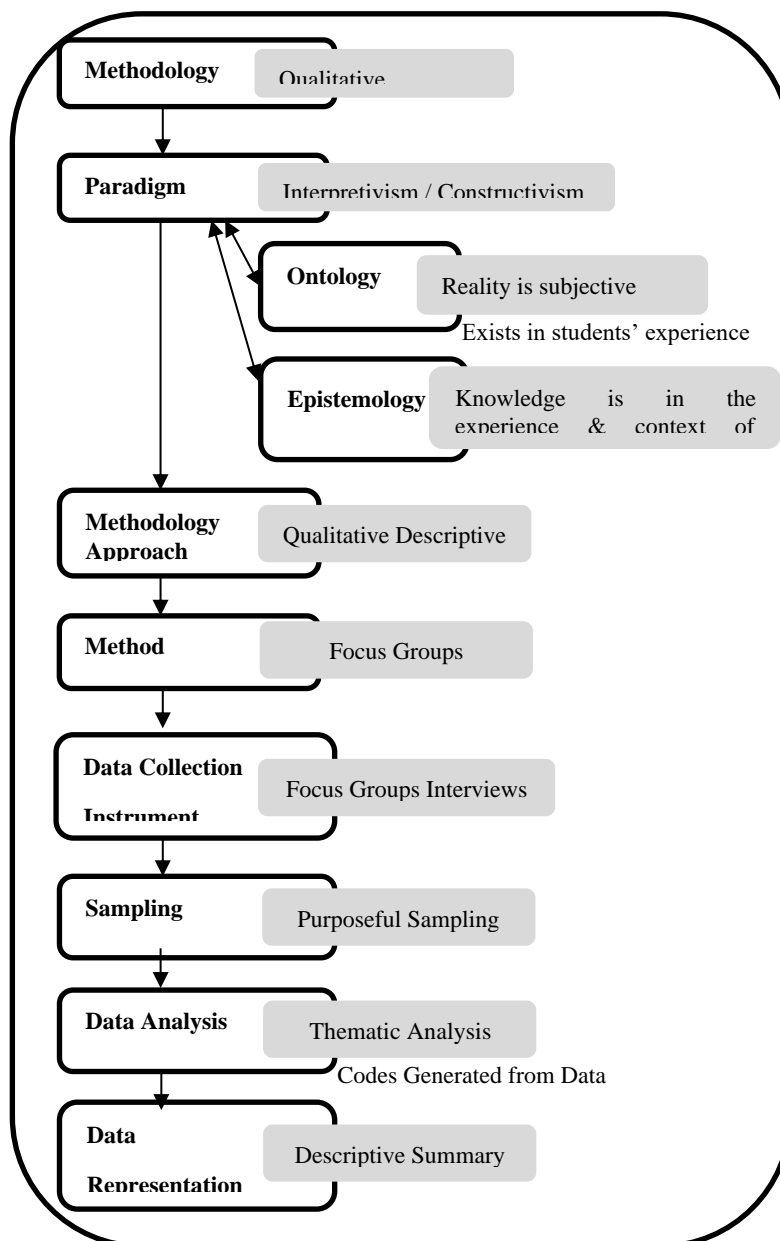 Methodology
Qualitative
Paradigm
Interpretivism / Constructivism
Ontology
Reality is subjective
Exists in students’ experience
Epistemology
Knowledge is in the
experience & context of
Methodology
Approach
Qualitative Descriptive
Method
Focus Groups
Data Collection
Instrument
Focus Groups Interviews
Sampling
Purposeful Sampling
Data Analysis
Thematic Analysis
Codes Generated from Data
Data
Representation
Descriptive Summary